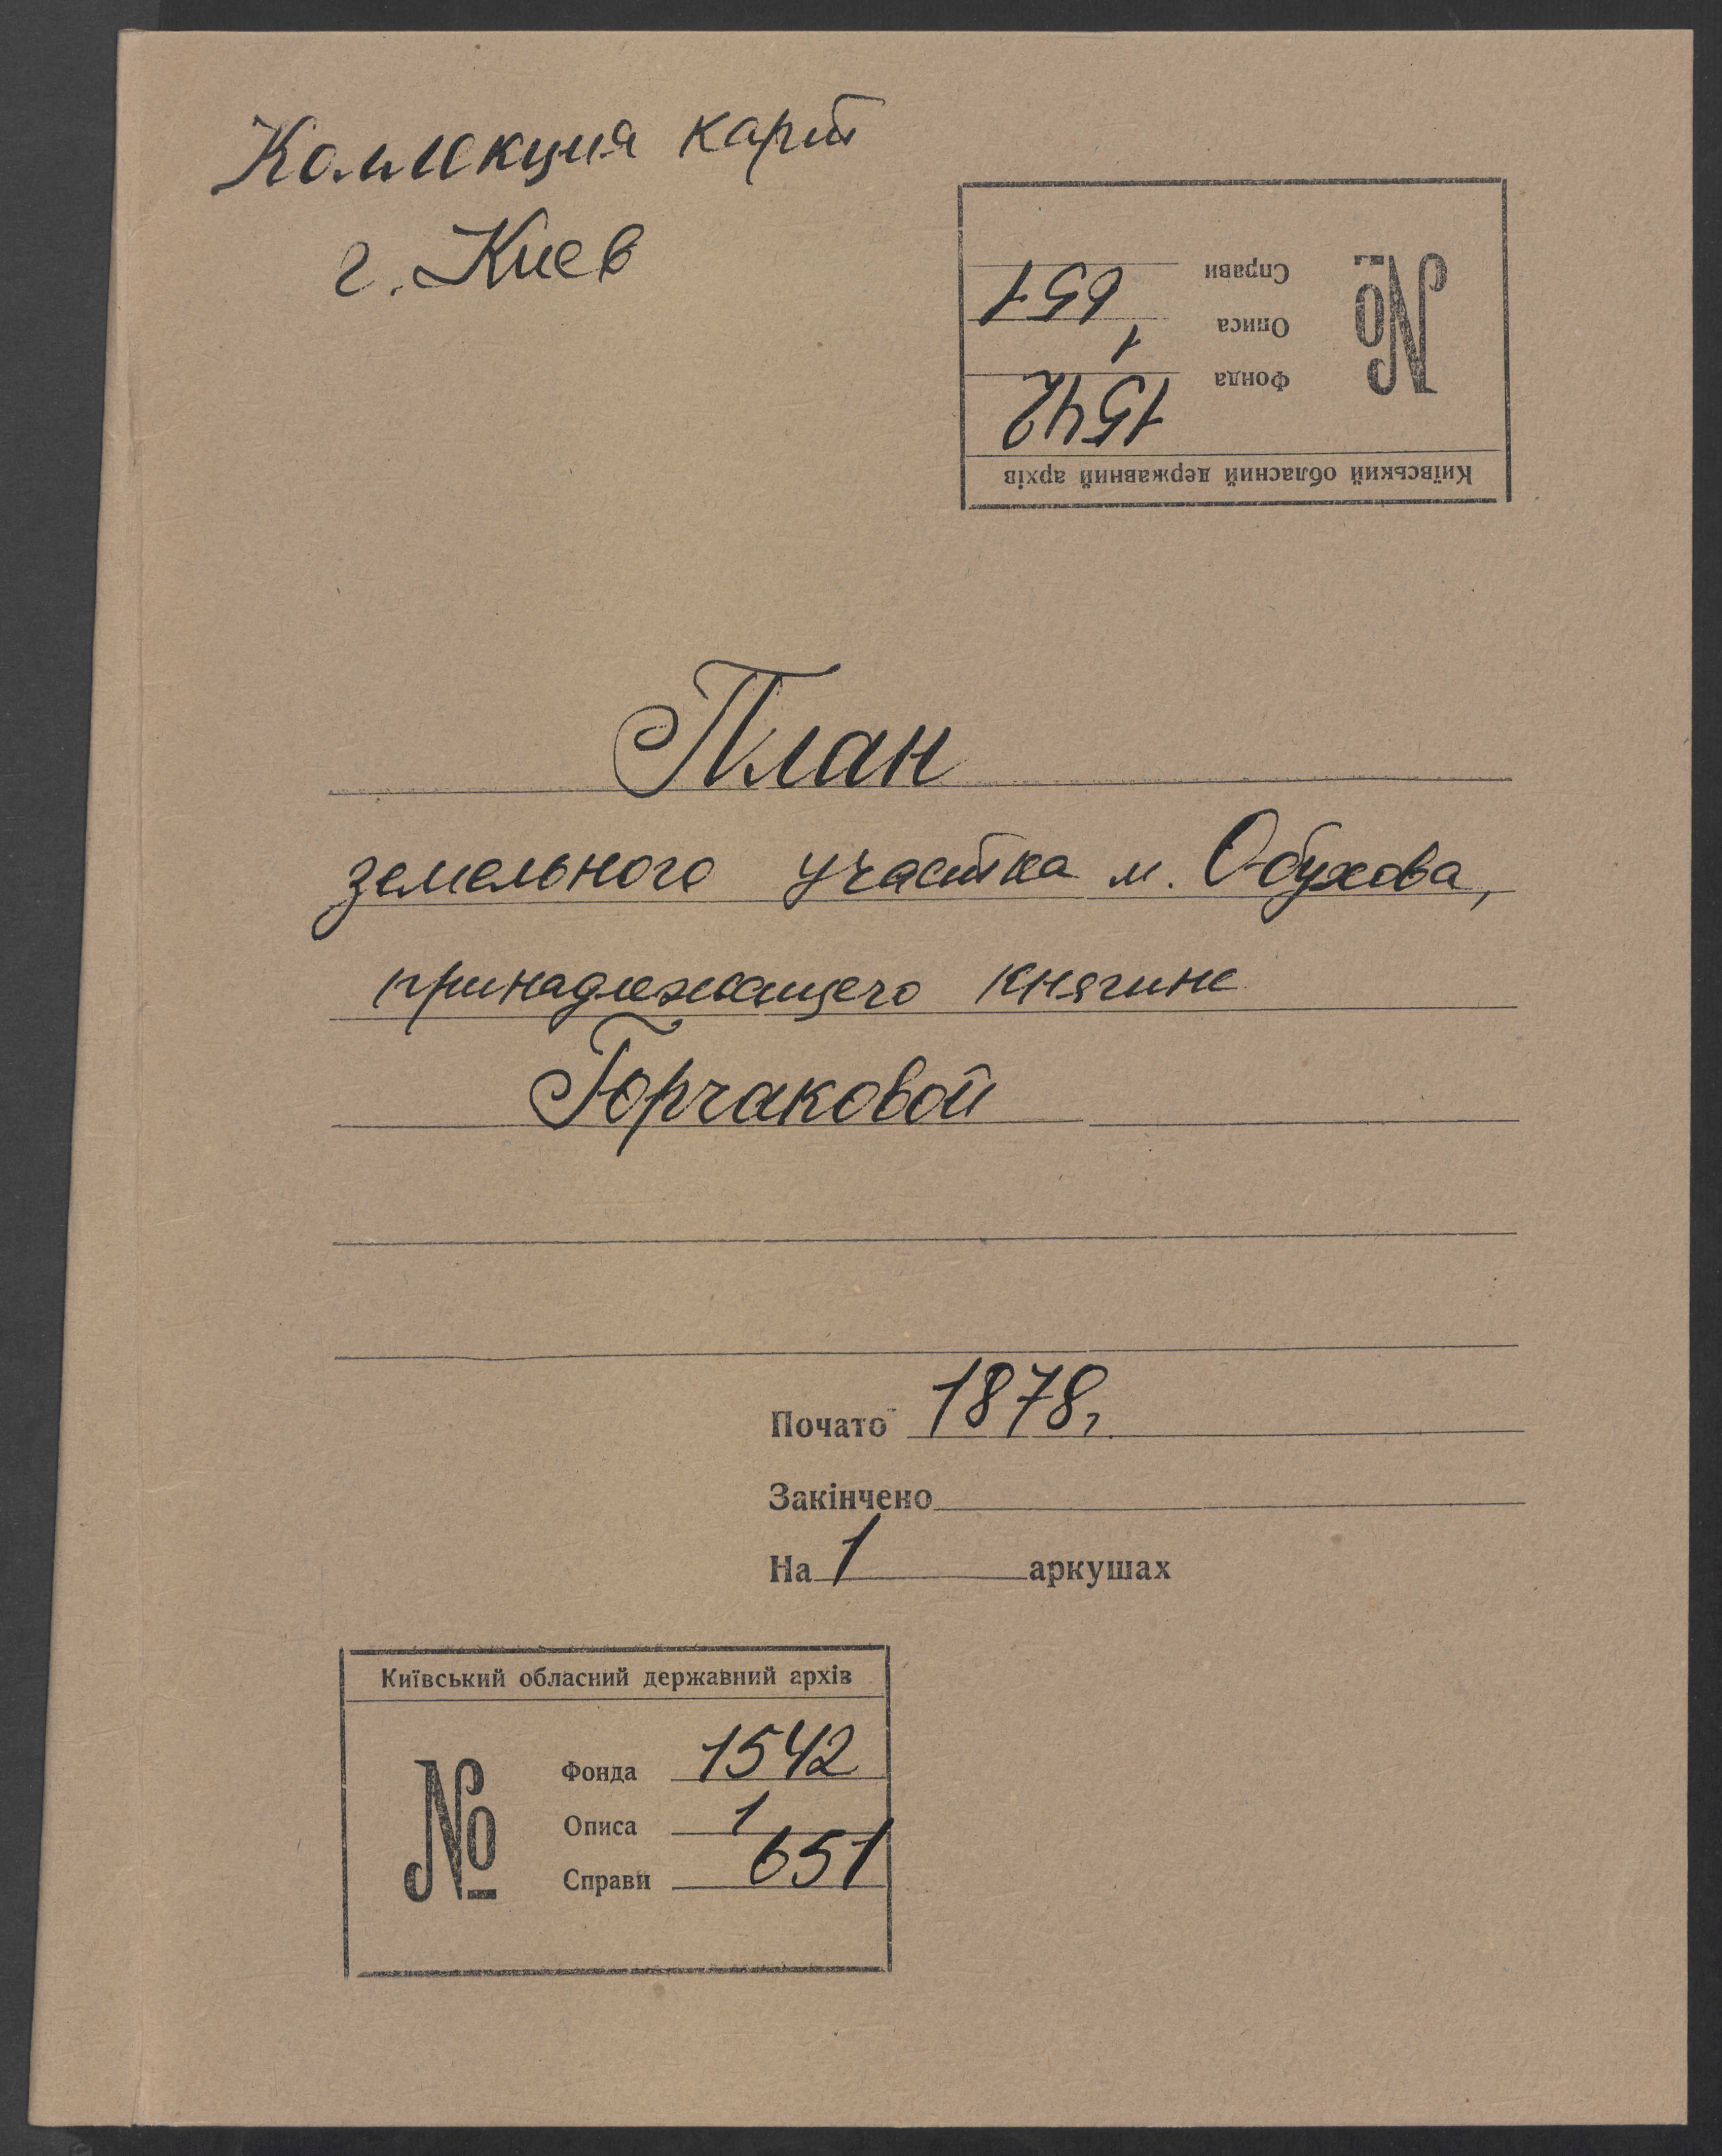 Коллекция карт
г. Киев
Київський обласний державний архів
№
Фонда 1542
Описа 1
Справи 651
План
земельного участка м. Обухова,
принадлежащего княгине
Горчаковой
Почато 1878г.
Закінчено
На 1 аркушах
Київський обласний державний архів
№
Фонда 1542
Описа 1
Справи 651